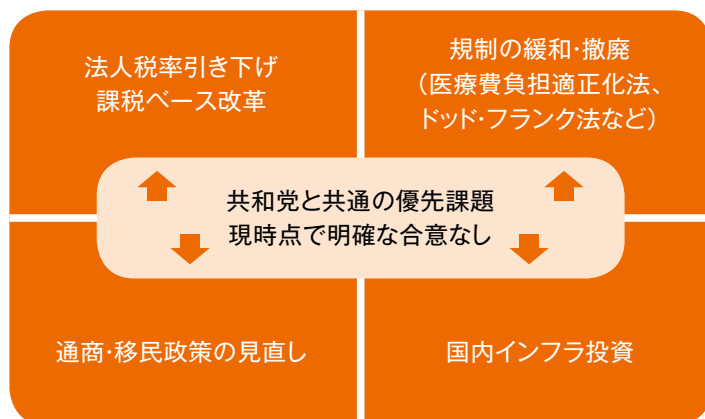 法人税率引き下げ
課税ベース改革
規制の緩和・撤廃
（医療費負担適正化法、
ドッド・フランク法など）
共和党と共通の優先課題
現時点で明確な合意なし
通商・移民政策の見直し
国内インフラ投資